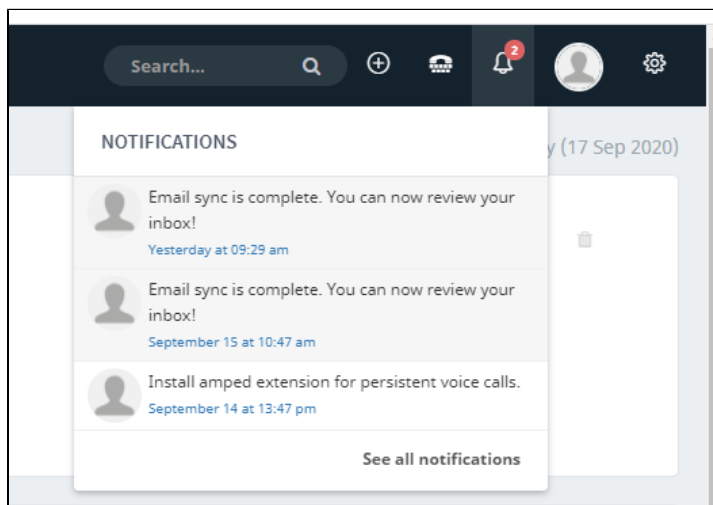 Search...
2
NOTIFICATIONS
y (17 Sep 2020)
Email sync is complete. You can now review your
inbox!
Yesterday at 09:29 am
Email sync is complete. You can now review your
inbox!
September 15 at 10:47 am
Install amped extension for persistent voice calls.
September 14 at 13:47 pm
See all notifications